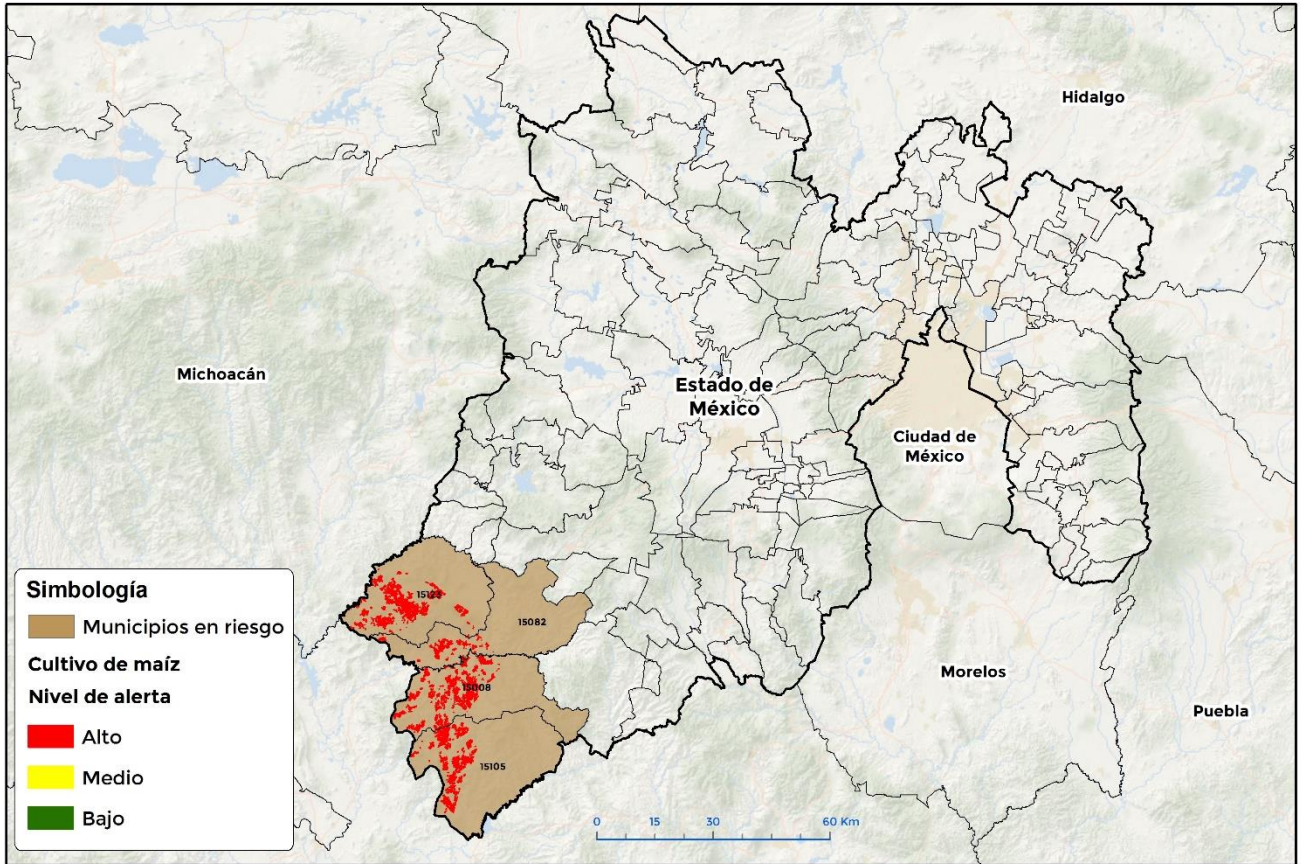 Hidalgo
Michoacán
Estado de
México
Ciudad de
México
Morelos
Puebla
15123
15082
15008
15105
Simbología
Municipios en riesgo
Cultivo de maíz
Nivel de alerta
Alto
Medio
Bajo
0 15 30 60 Km